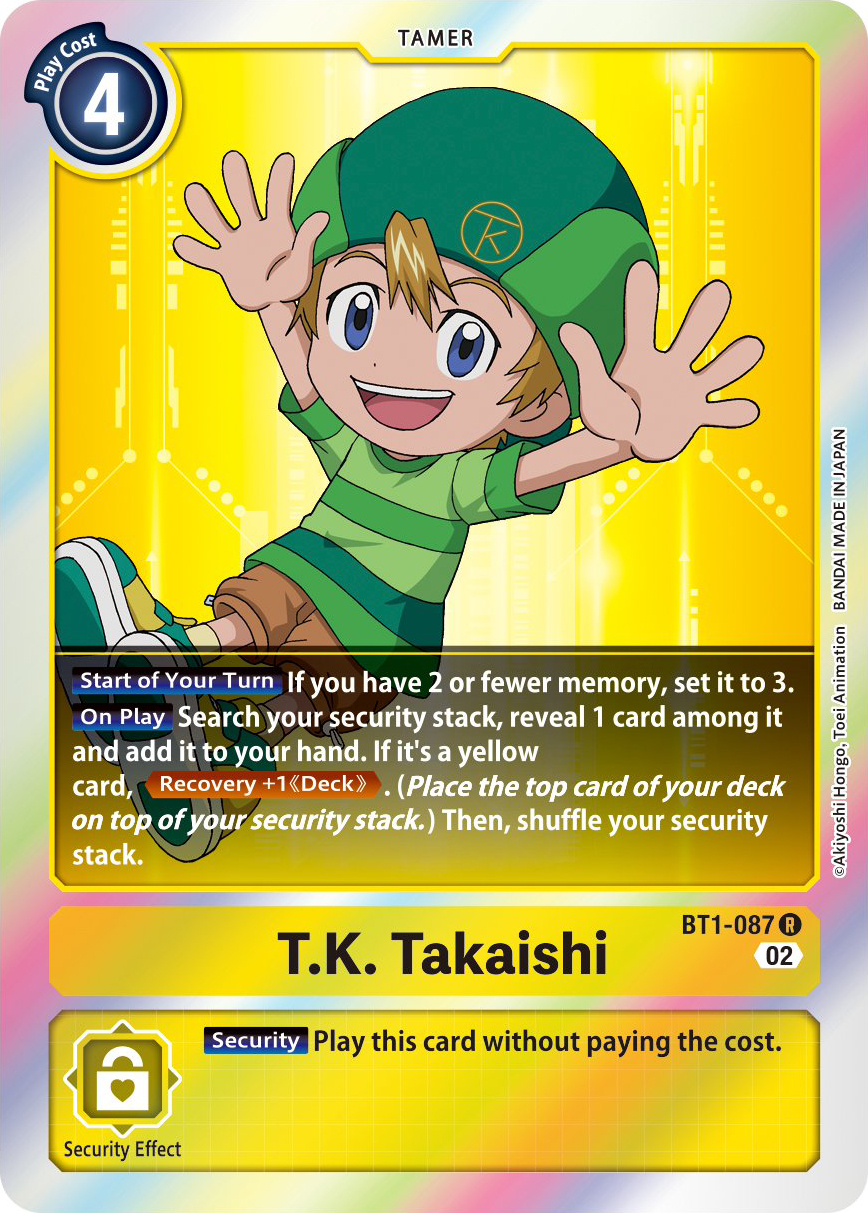 TAMER
Play Cost
4
TK
Start of Your Turn If you have 2 or fewer memory, set it to 3.
On Play Search your security stack, reveal 1 card among it
and add it to your hand. If it's a yellow
card, Recovery +1《Deck》. (Place the top card of your deck
on top of your security stack.) Then, shuffle your security
stack.
©Akiyoshi Hongo, Toei Animation BANDAI MADE IN JAPAN
BT1-087 R
T.K. Takaishi
02
Security Play this card without paying the cost.
Security Effect